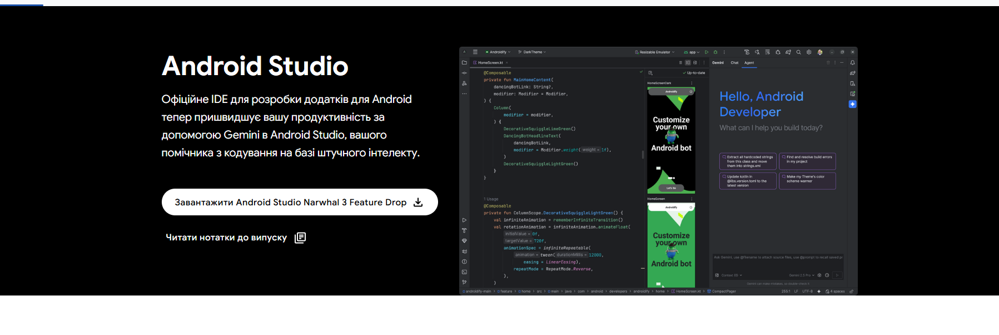 Android Studio
Офіційне IDE для розробки додатків для Android
тепер пришвидшує вашу продуктивність за
допомогою Gemini в Android Studio, вашого
помічника з кодування на базі штучного інтелекту.
Завантажити Android Studio Narwhal 3 Feature Drop
Читати нотатки до випуску
Androidify
DarkTheme
Resizable Emulator
app
HomeScreen.kt
@Composable
private fun MainHomeContent(
dancingBotLink: String?,
modifier: Modifier = Modifier,
) {
Column(
modifier = modifier,
) {
DecorativeSquiggleLimeGreen()
DancingBotHeadlineText(
dancingBotLink,
modifier = Modifier.weight( weight = 1f),
)
DecorativeSquiggleLightGreen()
}
}
1 Usage
@Composable
private fun ColumnScope.DecorativeSquiggleLightGreen() {
val infiniteAnimation = rememberInfiniteTransition()
val rotationAnimation = infiniteAnimation.animateFloat(
initialValue = 0f,
targetValue = 720f,
animationSpec = infiniteRepeatable(
animation = tween( durationMillis = 12000,
easing = LinearEasing),
repeatMode = RepeatMode.Reverse,
),
)
Up-to-date
HomeScreenDark
Androidify
Customize
your own
Android bot
Let's Go
HomeScreen
Androidify
Customize
your own
Android bot
Gemini Chat Agent
Hello, Android
Developer
What can I help you build today?
Extract all hardcoded strings
from this class and move
them into strings.xml
Find and resolve build errors
in my project
Update kotlin in
@libs.version.toml to the
latest version
Make my Theme's color
scheme warmer
Ask Gemini, use @filename to attach source files, use @prompt to recall saved pr
Context (0)
Gemini 2.5 Pro
Gemini can make mistakes, so double-check it
androidify-main > feature > home > src > main > java > com > android > developers > androidify > home > HomeScreen.kt > CompactPager
255:1 LF UTF-8 4 spaces